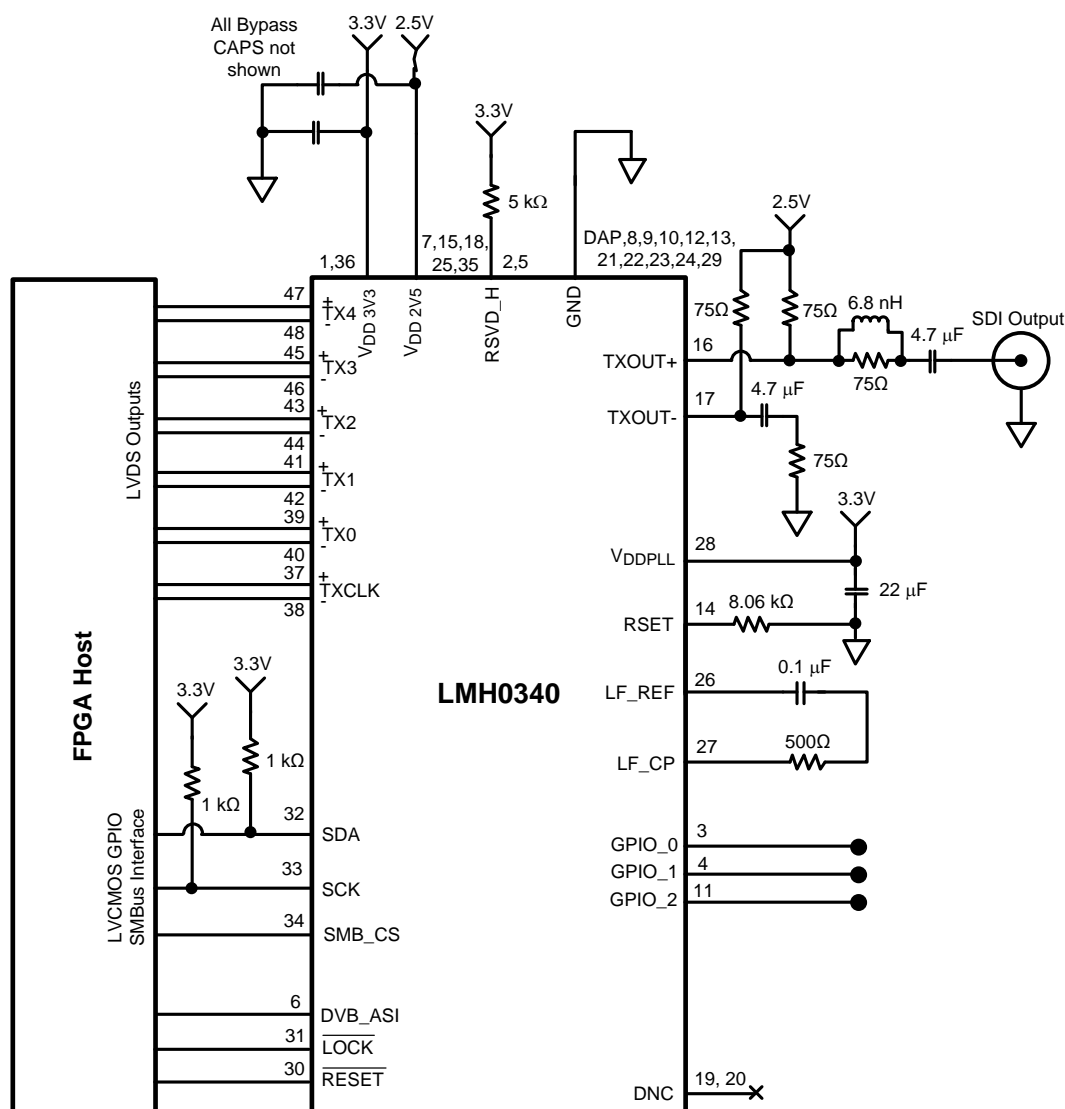 All Bypass
CAPS not
shown
3.3V
2.5V
3.3V
5 kΩ
2.5V
1,36
7,15,18,
25,35
2,5
DAP,8,9,10,12,13,
21,22,23,24,29
VDD 3V3
VDD 2V5
RSVD_H
GND
75Ω
75Ω
6.8 nH
4.7 μF
SDI Output
75Ω
TXOUT+
16
TXOUT-
17
4.7 μF
75Ω
3.3V
VDDPLL
28
22 μF
RSET
14
8.06 kΩ
LF_REF
26
0.1 μF
LF_CP
27
500Ω
GPIO_0
3
GPIO_1
4
GPIO_2
11
DNC
19, 20
LMH0340
FPGA Host
LVDS Outputs
47
+
TX4
-
48
45
+
TX3
-
46
43
+
TX2
-
44
41
+
TX1
-
42
39
+
TX0
-
40
37
+
TXCLK
-
38
3.3V
3.3V
1 kΩ
1 kΩ
LVCMOS GPIO
SMBus Interface
32
SDA
33
SCK
34
SMB_CS
6
DVB_ASI
31
LOCK
30
RESET